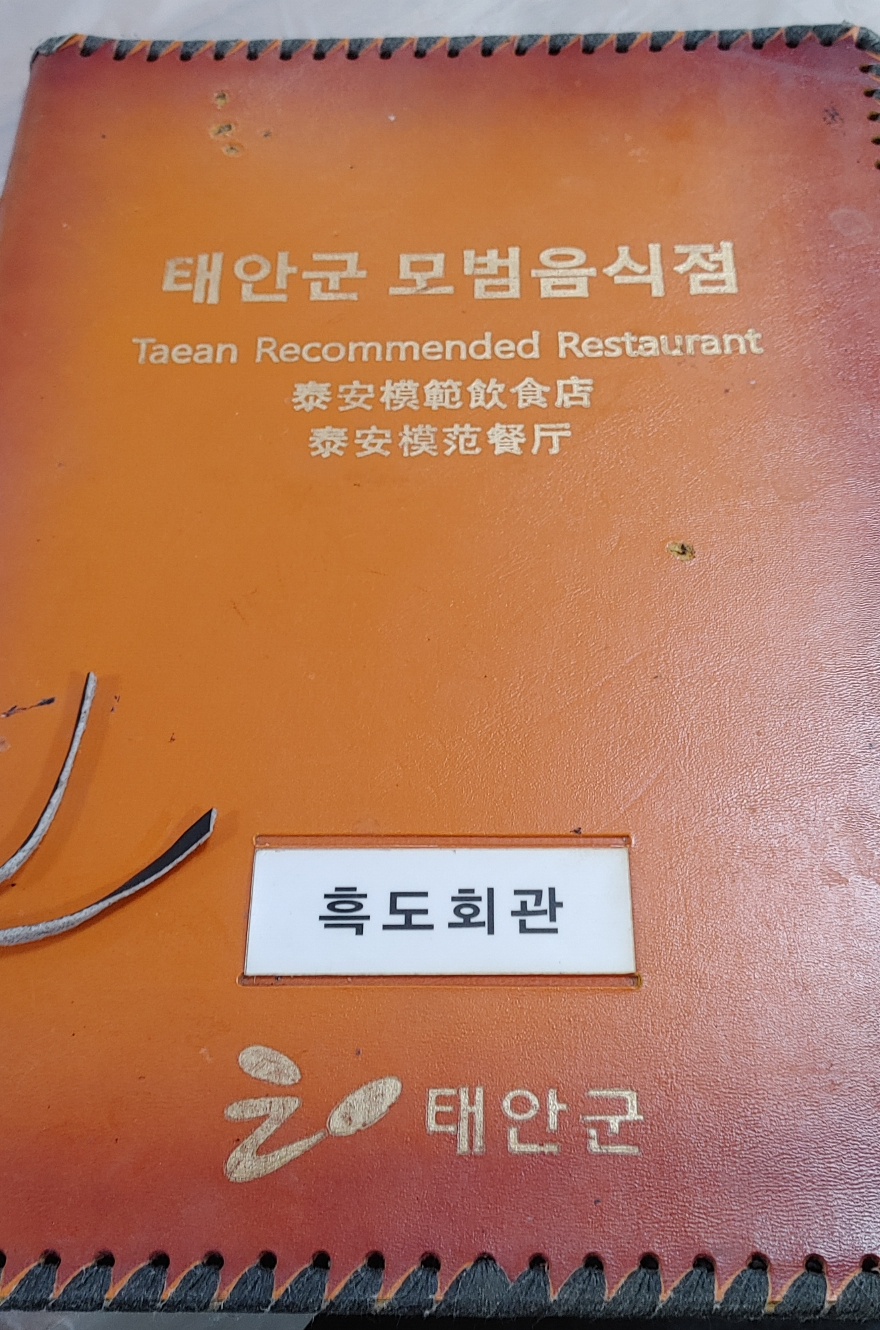 태안군 모범음식점
Taean Recommended Restaurant
泰安模範飮食店
泰安模范餐厅
흑도회관
태안군